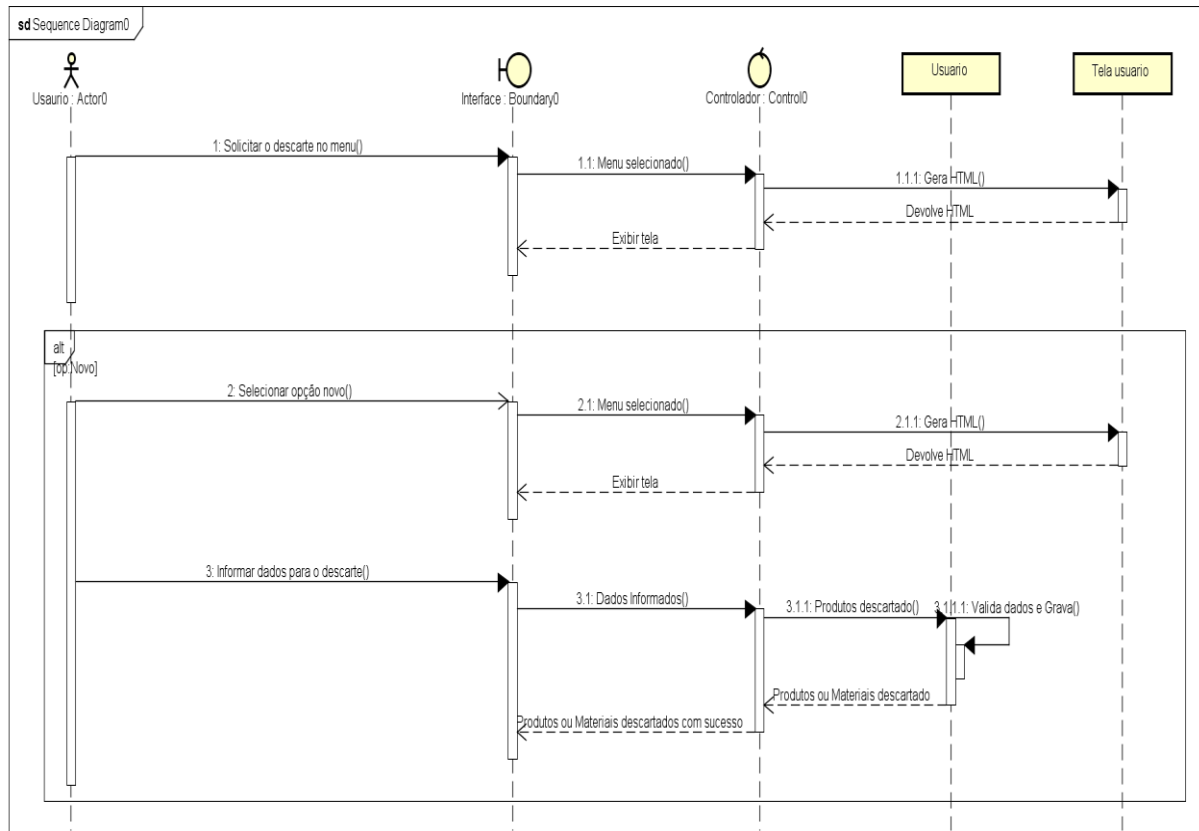 sd Sequence Diagram0
Usaurio : Actor0
Interface : Boundary0
Controlador : Control0
Usuario
Tela usuario
1: Solicitar o descarte no menu()
1.1: Menu selecionado()
1.1.1: Gera HTML()
Devolve HTML
Exibir tela
alt
[op.Novo]
2: Selecionar opção novo()
2.1: Menu selecionado()
2.1.1: Gera HTML()
Devolve HTML
Exibir tela
3: Informar dados para o descarte()
3.1: Dados Informados()
3.1.1: Produtos descartado()
3.1.1.1: Valida dados e Grava()
Produtos ou Materiais descartado
Produtos ou Materiais descartados com sucesso